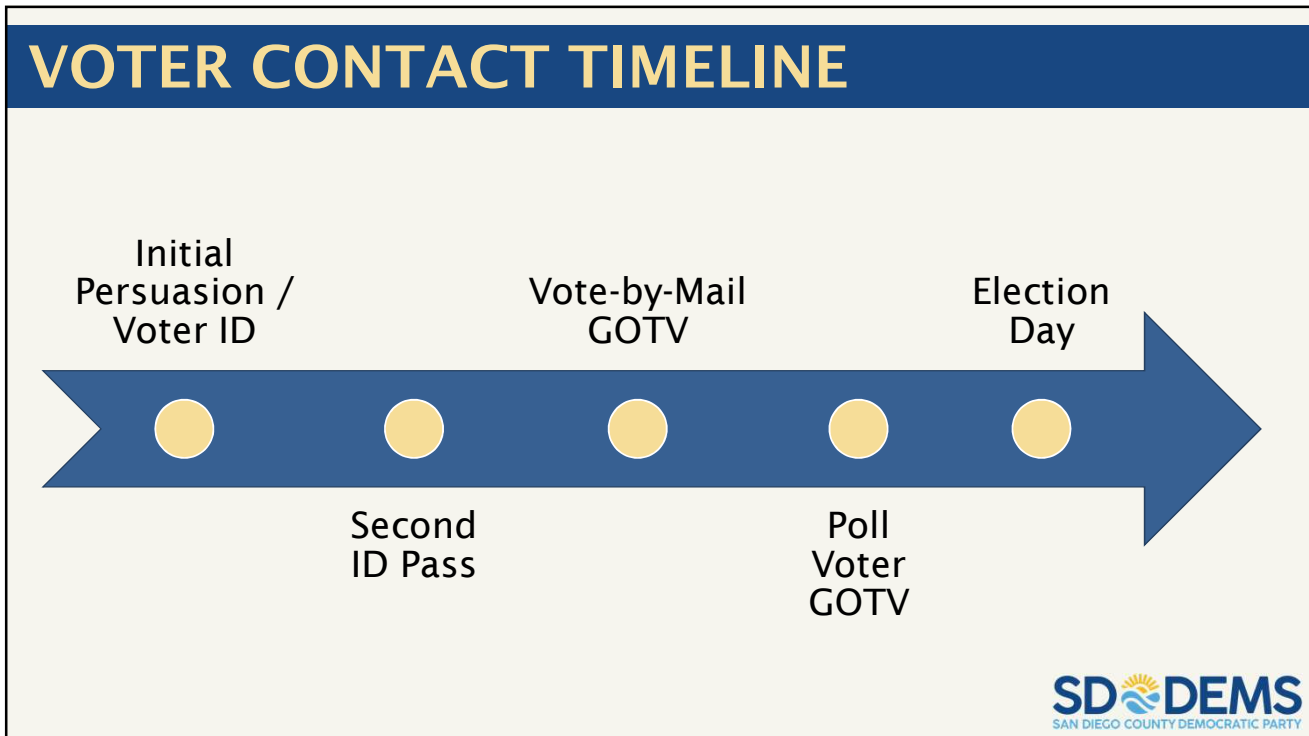 VOTER CONTACT TIMELINE
Initial
Persuasion /
Voter ID
Second
ID Pass
Vote-by-Mail
GOTV
Poll
Voter
GOTV
Election
Day
SD DEMS
SAN DIEGO COUNTY DEMOCRATIC PARTY